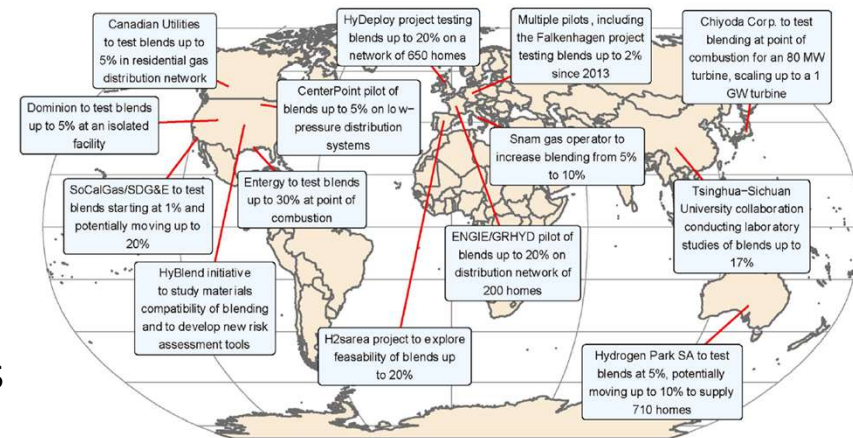 Canadian Utilities
to test blends up to
5% in residential gas
distribution network
HyDeploy project testing
blends up to 20% on a
network of 650 homes
Multiple pilots, including
the Falkenhagen project
testing blends up to 2%
since 2013
Chiyoda Corp. to test
blending at point of
combustion for an 80 MW
turbine, scaling up to a 1
GW turbine
Dominion to test blends
up to 5% at an isolated
facility
CenterPoint pilot of
blends up to 5% on lo w−
pressure distribution
systems
Snam gas operator to
increase blending from 5%
to 10%
SoCalGas/SDG&E to test
blends starting at 1% and
potentially moving up to
20%
Entergy to test blends
up to 30% at point of
combustion
Tsinghua−Sichuan
University collaboration
conducting laboratory
studies of blends up to
17%
HyBlend initiative
to study materials
compatibility of blending
and to develop new risk
assessment tools
ENGIE/GRHYD pilot of
blends up to 20% on
distribution network of
200 homes
H2sarea project to explore
feasability of blends up
to 20%
Hydrogen Park SA to test
blends at 5%, potentially
moving up to 10% to supply
710 homes
s